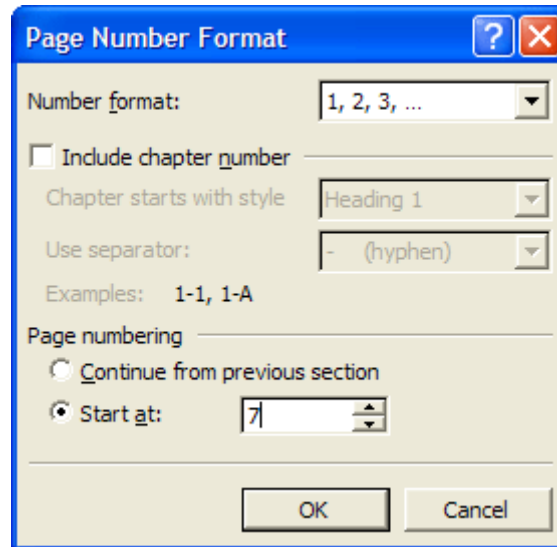 Page Number Format
Number format: 1, 2, 3, ...
Include chapter number
Chapter starts with style Heading 1
Use separator: - (hyphen)
Examples: 1-1, 1-A
Page numbering
Continue from previous section
Start at: 7
OK Cancel